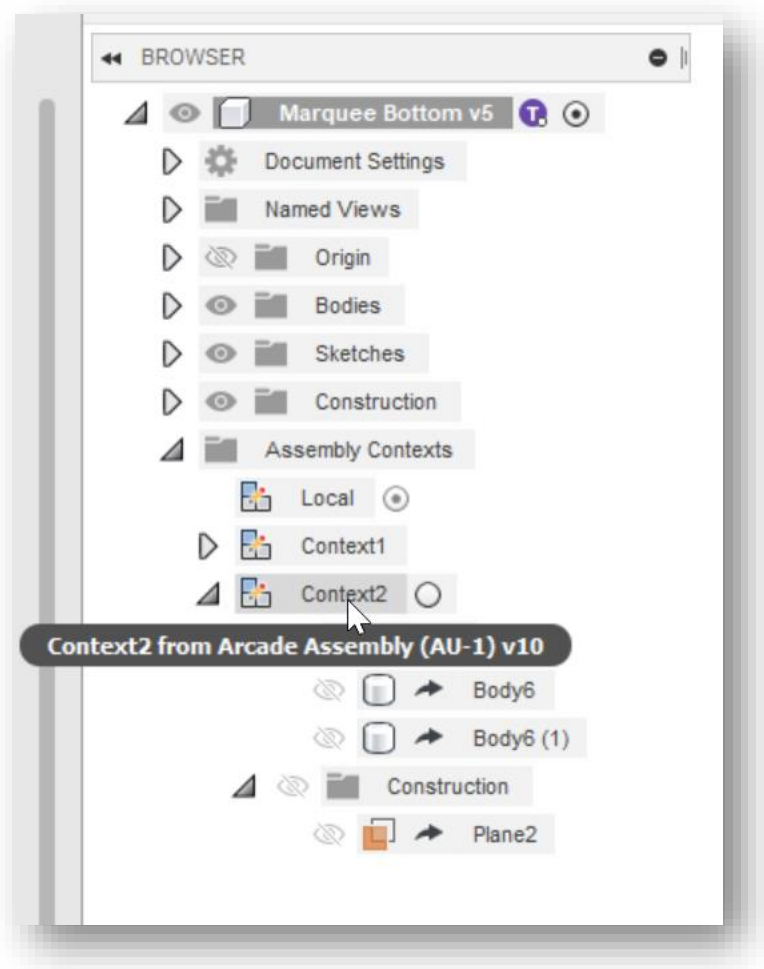 BROWSER
Marquee Bottom v5 T
Document Settings
Named Views
Origin
Bodies
Sketches
Construction
Assembly Contexts
Local
Context1
Context2
Context2 from Arcade Assembly (AU-1) v10
Body6
Body6 (1)
Construction
Plane2